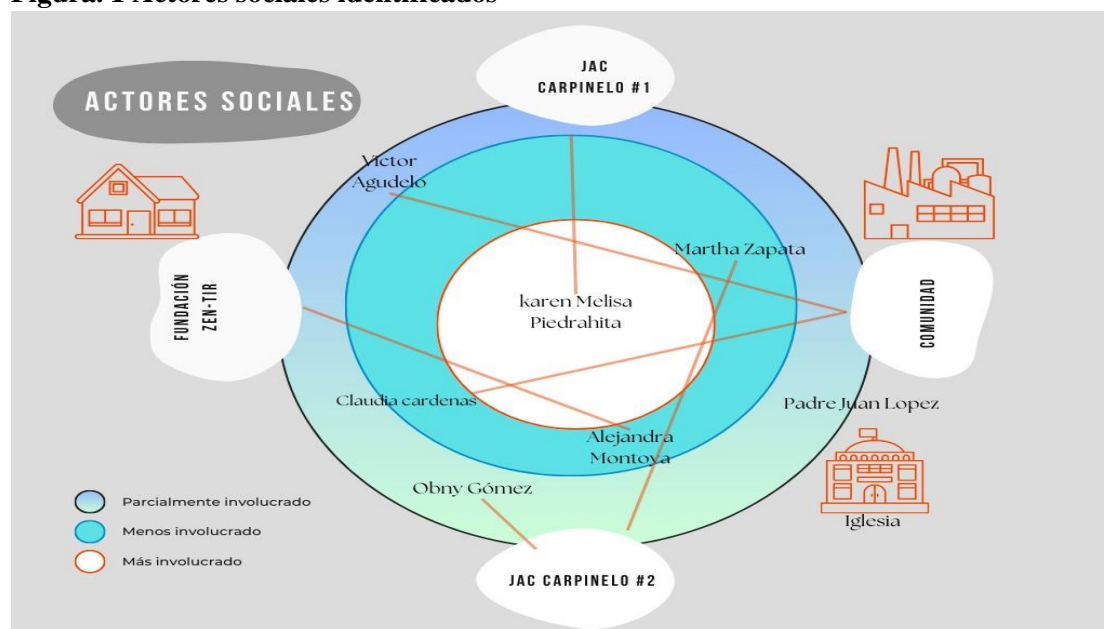 Figura. 1 Actores sociales identificados
JAC
CARPINELO #1
ACTORES SOCIALES
Victor
Agudelo
Martha Zapata
FUNDACIÓN
ZEN-TIR
karen Melisa
Piedrahita
COMUNIDAD
Claudia cardenas
Padre Juan Lopez
Alejandra
Montoya
Obny Gómez
Iglesia
Parcialmente involucrado
Menos involucrado
Más involucrado
JAC CARPINELO #2